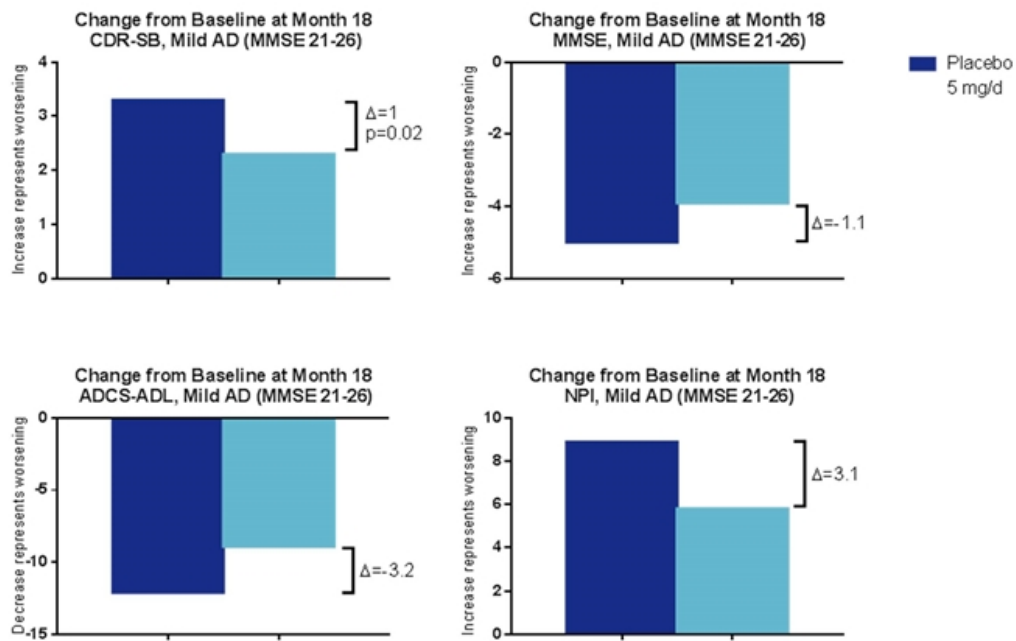 Change from Baseline at Month 18
CDR-SB, Mild AD (MMSE 21-26)
Increase represents worsening
4
3
2
1
0
Δ=1
p=0.02
Change from Baseline at Month 18
MMSE, Mild AD (MMSE 21-26)
Increase represents worsening
0
-2
-4
-6
Δ=-1.1
Placebo
5 mg/d
Change from Baseline at Month 18
ADCS-ADL, Mild AD (MMSE 21-26)
Decrease represents worsening
0
-5
-10
-15
Δ=-3.2
Change from Baseline at Month 18
NPI, Mild AD (MMSE 21-26)
Increase represents worsening
10
8
6
4
2
0
Δ=3.1